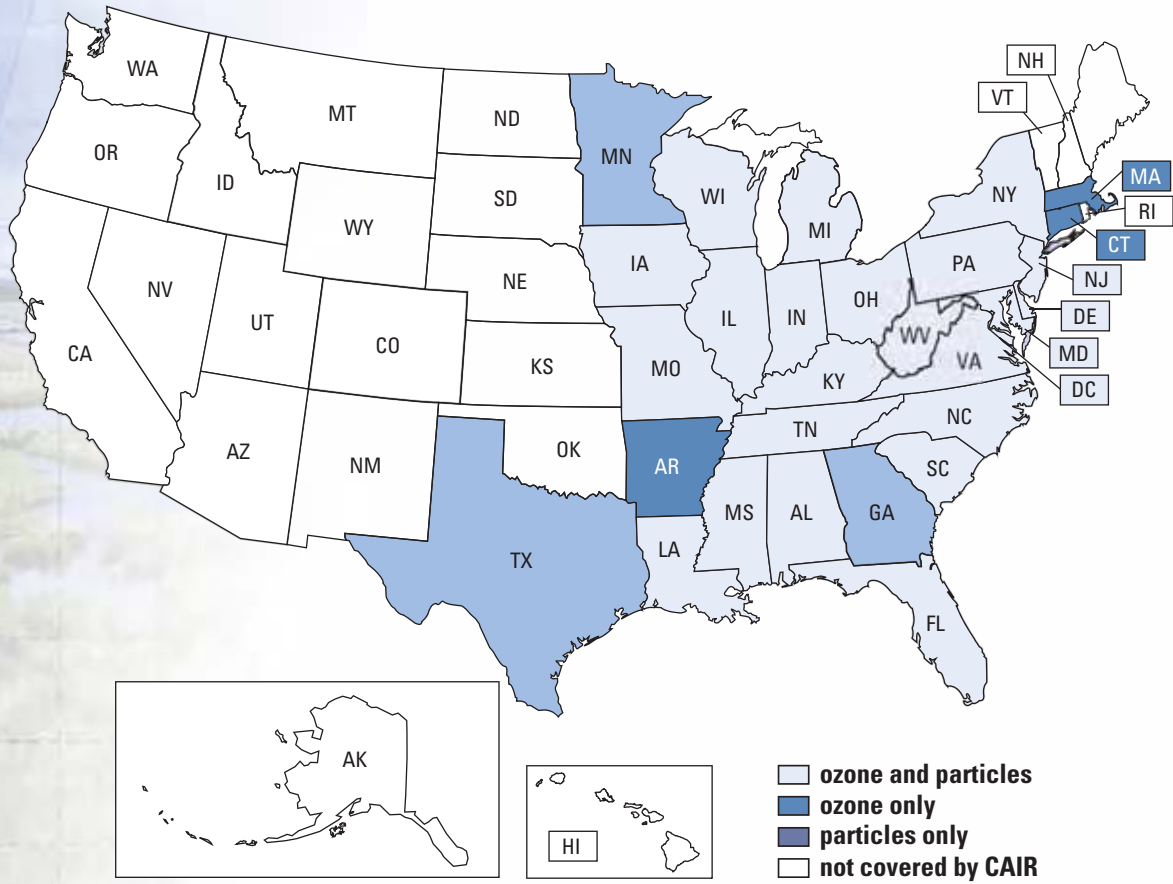 WA
MT
ND
MN
OR
ID
SD
WY
WI
MI
NY
NH
VT
MA
RI
CT
NJ
DE
MD
DC
NV
UT
CO
NE
IA
IL
IN
OH
PA
WV
VA
CA
KS
MO
KY
AZ
NM
OK
AR
TN
NC
SC
TX
LA
MS
AL
GA
FL
AK
HI
ozone and particles
ozone only
particles only
not covered by CAIR